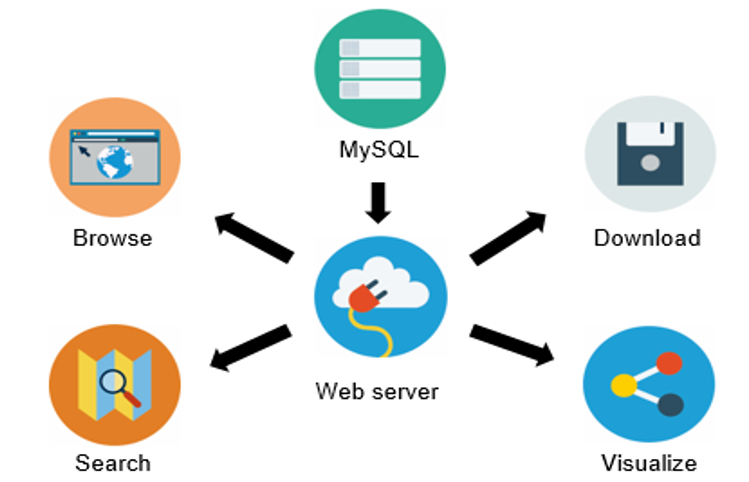 MySQL
Browse
Download
Web server
Search
Visualize